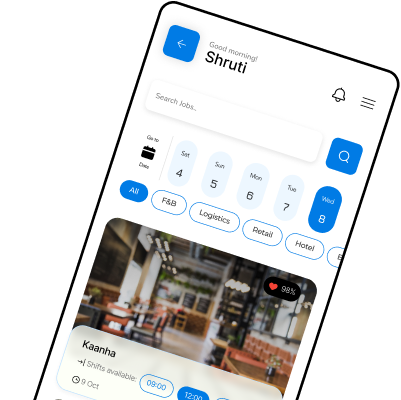 Good morning!
Shruti
Search Jobs..
Go to
Date
Sat Sun Mon Tue Wed
4 5 6 7 8
All F&B Logistics Retail Hotel
98%
Kaanha
Shifts available: 09:00 12:00
9 Oct